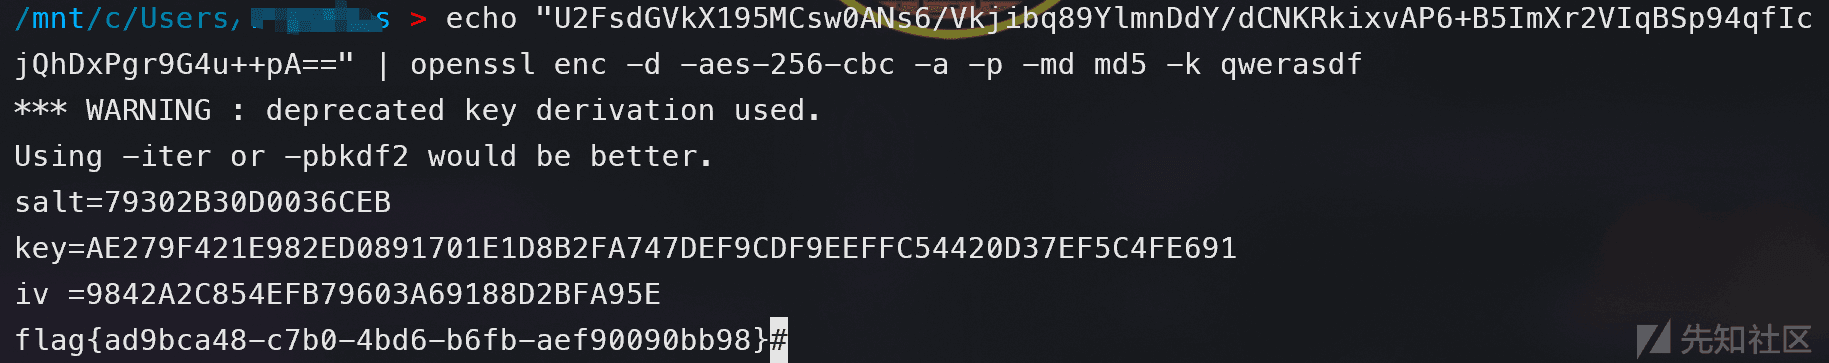 /mnt/c/Users/ s > echo "U2FsdGVkX195MCsw0ANs6/Vkjibq89YlmnDdY/dCNKRkixvAP6+B5ImXr2VIqBSp94qfIc
jQhDxPgr9G4u++pA==" | openssl enc -d -aes-256-cbc -a -p -md md5 -k qwerasdf
*** WARNING : deprecated key derivation used.
Using -iter or -pbkdf2 would be better.
salt=79302B30D0036CEB
key=AE279F421E982ED0891701E1D8B2FA747DEF9CDF9EEFFC54420D37EF5C4FE691
iv =9842A2C854EFB79603A69188D2BFA95E
flag{ad9bca48-c7b0-4bd6-b6fb-aef90090bb98}#
先知社区